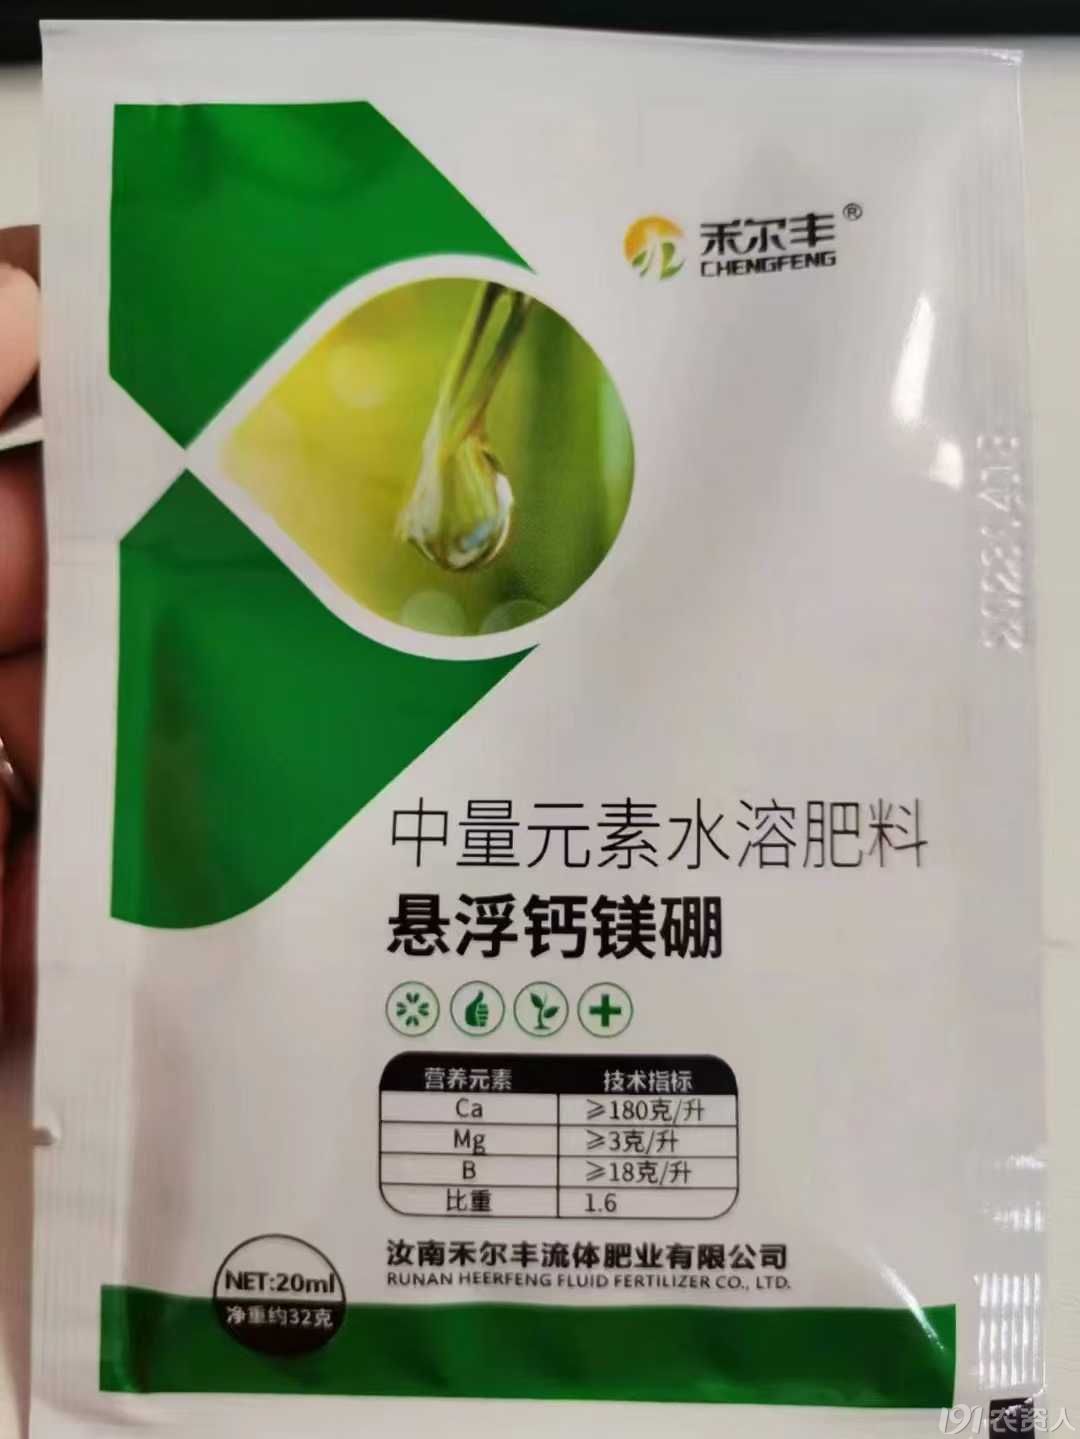 禾尔丰®
CHENGFENG
中量元素水溶肥料
悬浮钙镁硼
营养元素 技术指标
Ca ≥180克/升
Mg ≥3克/升
B ≥18克/升
比重 1.6
汝南禾尔丰流体肥业有限公司
RUNAN HEERFENG FLUID FERTILIZER CO., LTD.
NET:20ml
净重约32克
191农资人